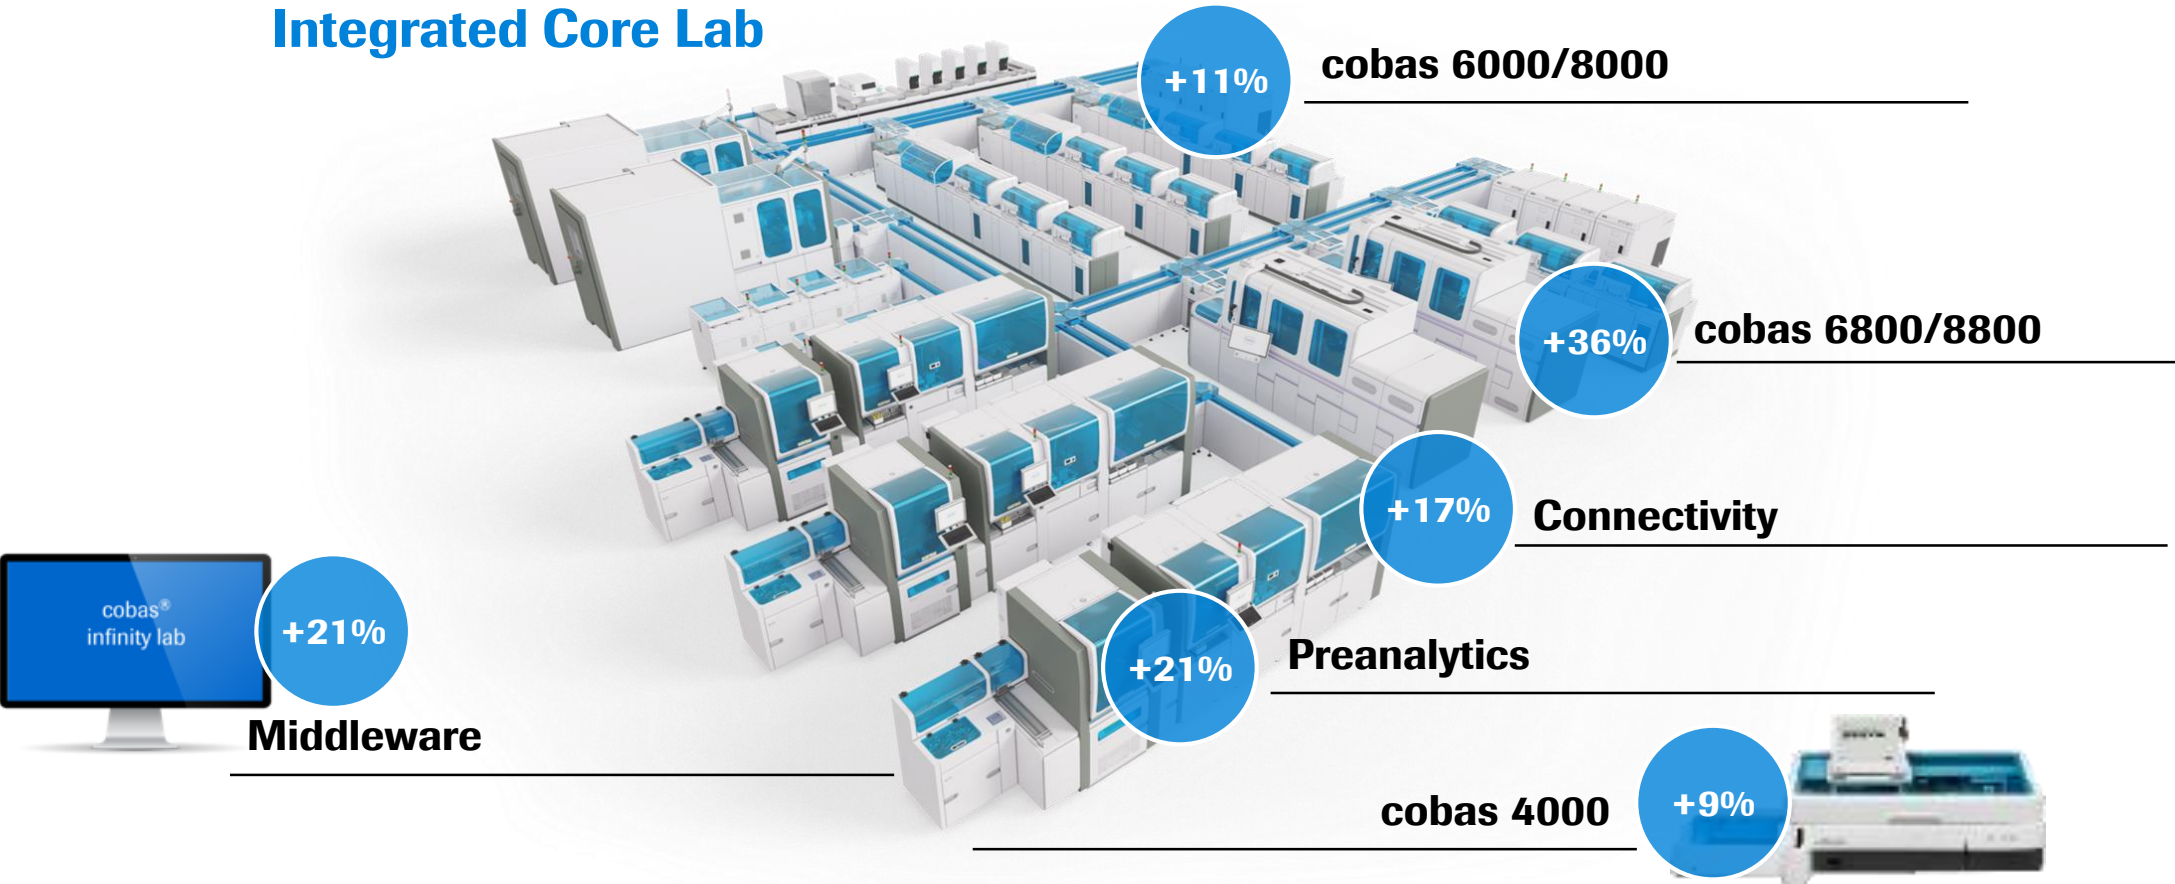 Integrated Core Lab
+11%
cobas 6000/8000
+36%
cobas 6800/8800
+17%
Connectivity
cobas®
infinity lab
+21%
Middleware
+21%
Preanalytics
cobas 4000
+9%